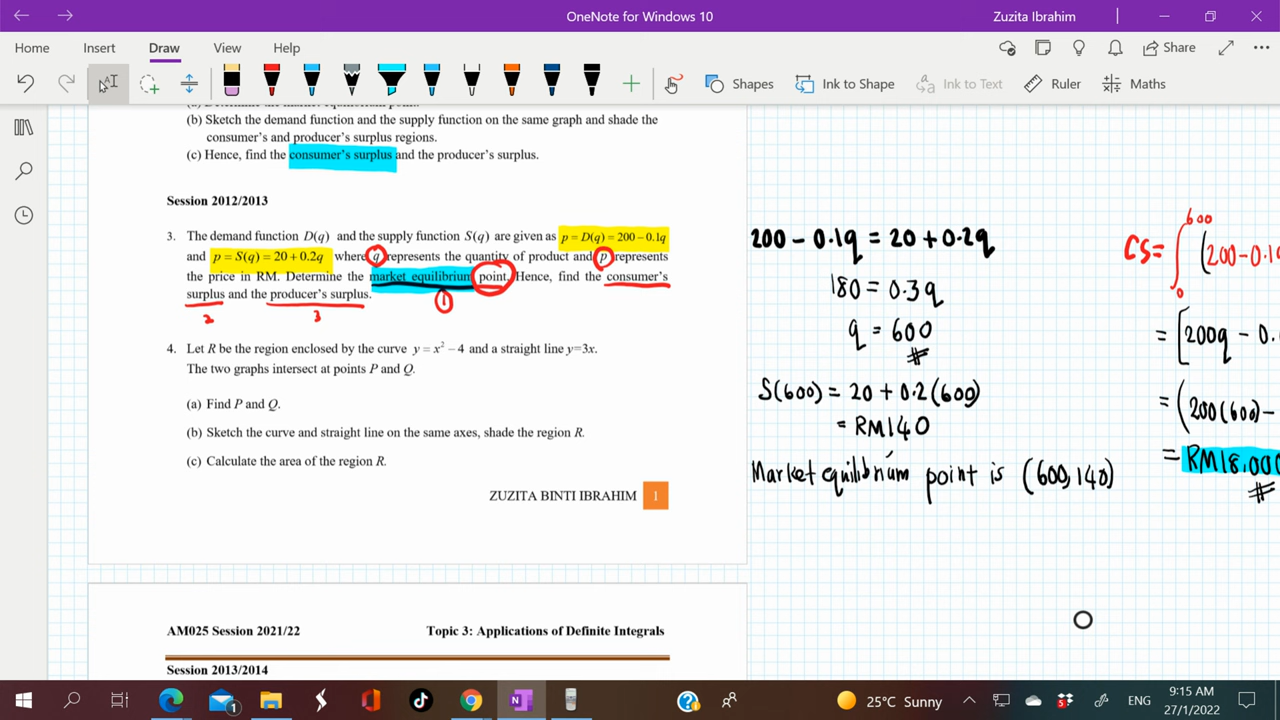 OneNote for Windows 10
Zuzita Ibrahim
Home Insert Draw View Help
Share
Shapes Ink to Shape Ink to Text Ruler Maths
(b) Sketch the demand function and the supply function on the same graph and shade the
consumer's and producer's surplus regions.
(c) Hence, find the consumer's surplus and the producer's surplus.
Session 2012/2013
3. The demand function D(q) and the supply function S(q) are given as p = D(q) = 200 – 0.1q
and p = S(q) = 20 + 0.2q where q represents the quantity of product and p represents
the price in RM. Determine the market equilibrium point. Hence, find the consumer's
surplus and the producer's surplus.
1
2 3
4. Let R be the region enclosed by the curve y = x² – 4 and a straight line y=3x.
The two graphs intersect at points P and Q.
(a) Find P and Q.
(b) Sketch the curve and straight line on the same axes, shade the region R.
(c) Calculate the area of the region R.
ZUZITA BINTI IBRAHIM 1
AM025 Session 2021/22 Topic 3: Applications of Definite Integrals
Session 2013/2014
200 - 0.1q = 20 + 0.2q
180 = 0.3q
q = 600
S(600) = 20 + 0.2(600)
= RM140
Market equilibrium point is (600,140)
CS = ∫ 600 0 (200-0.1
= [200q - 0.
= (200(600) -
= RM18,000
25°C Sunny
ENG
9:15 AM
27/1/2022